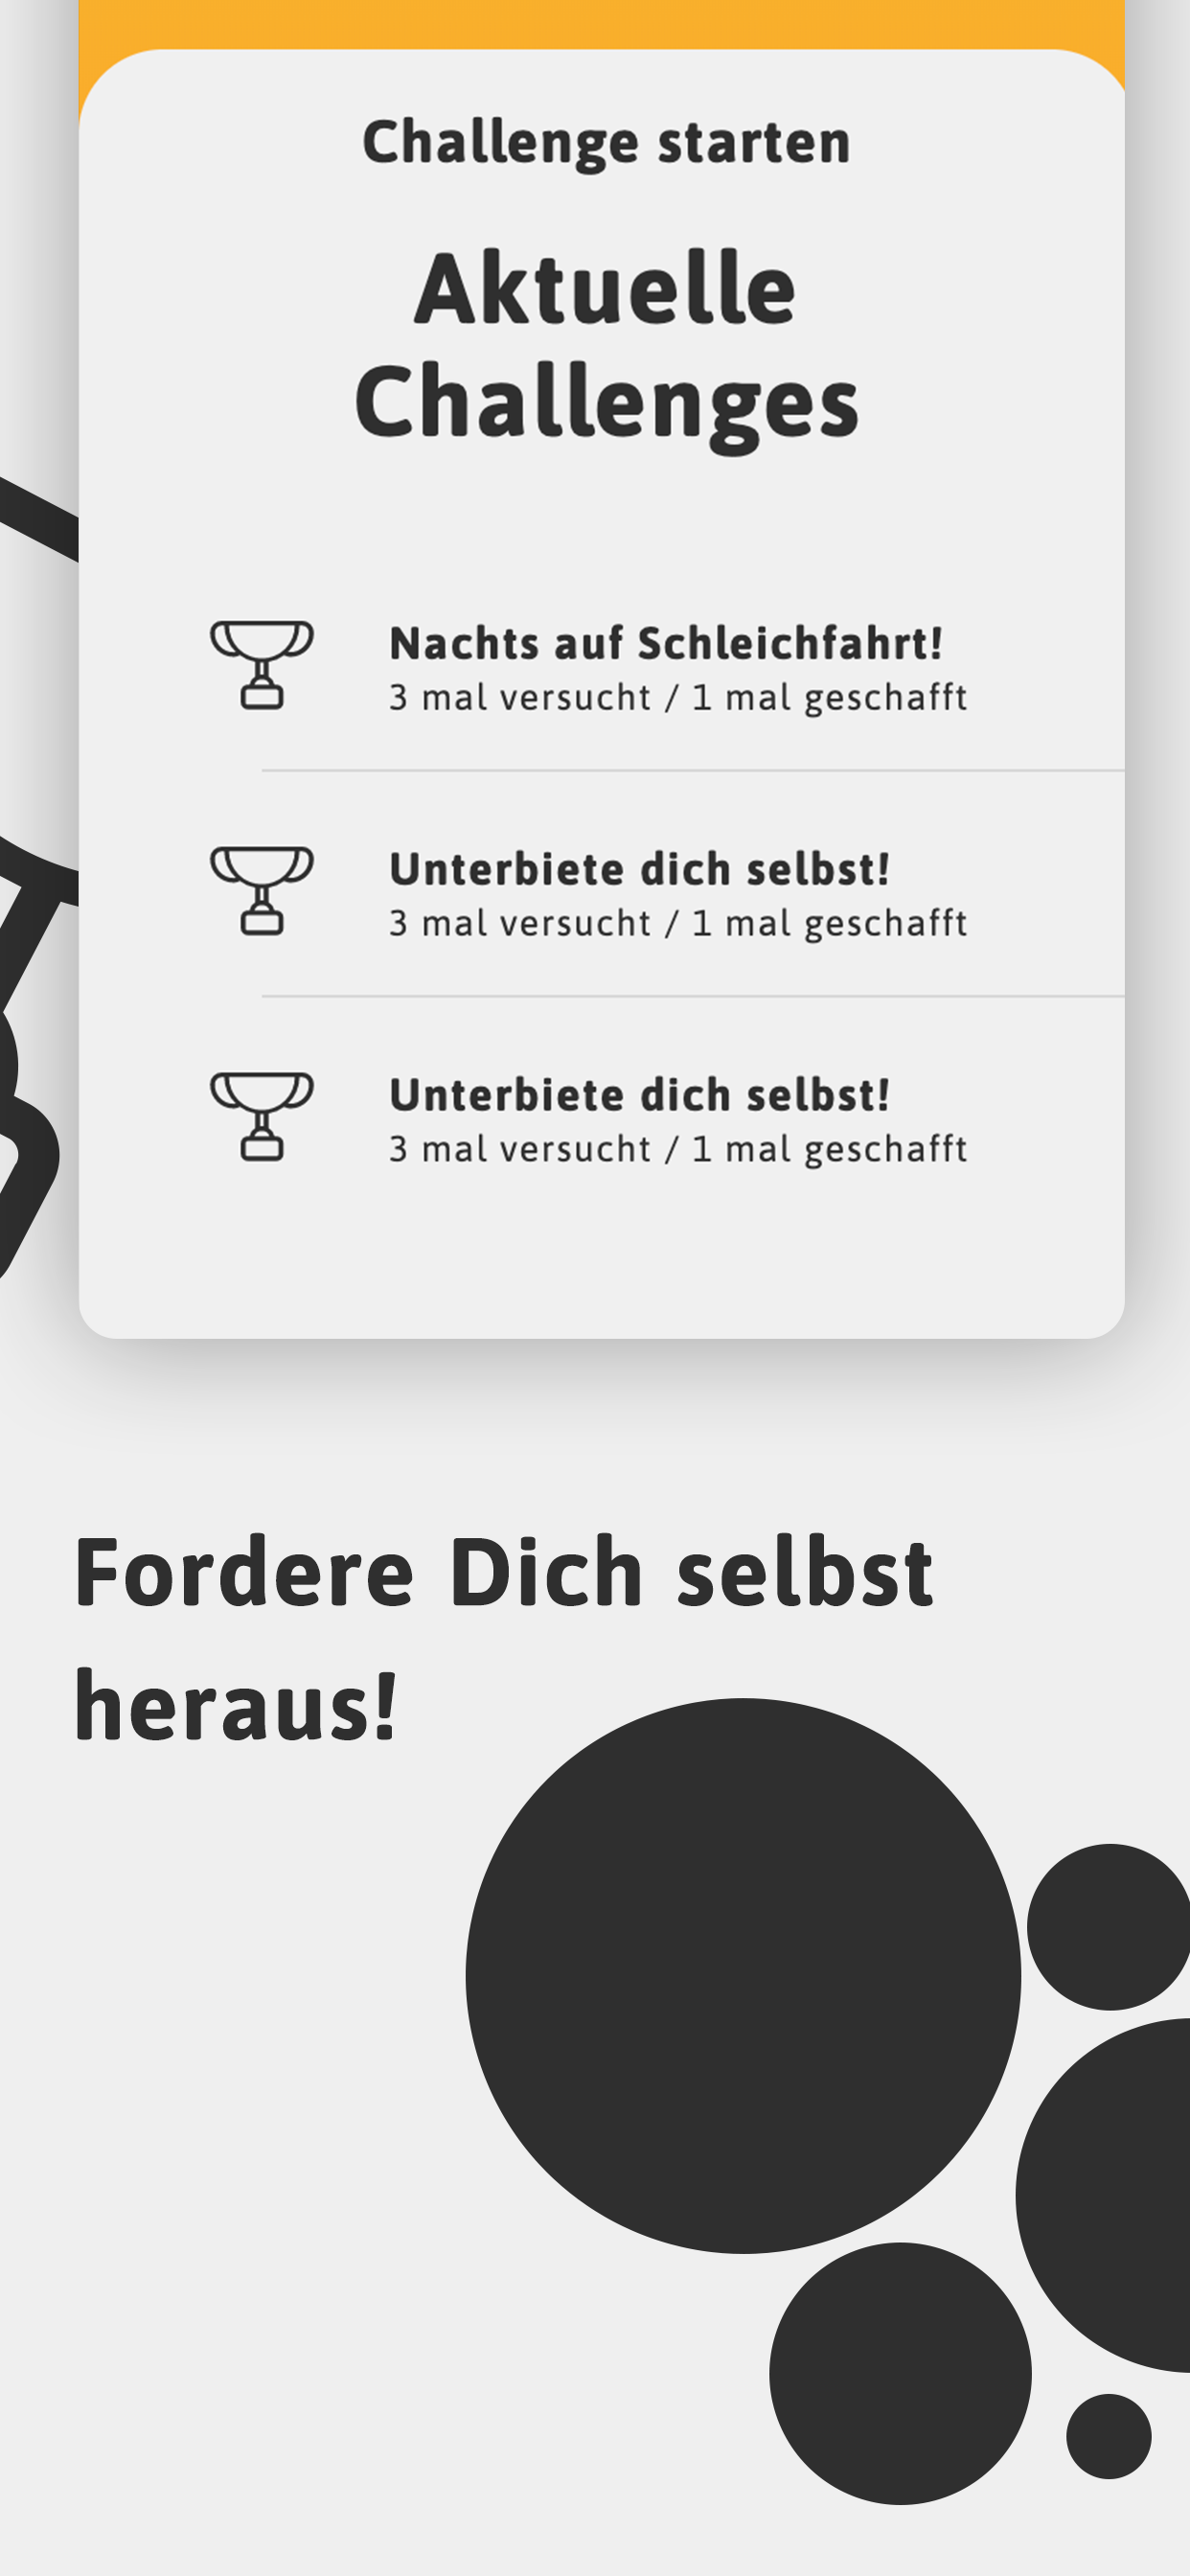 Challenge starten
Aktuelle
Challenges
Nachts auf Schleichfahrt!
3 mal versucht / 1 mal geschafft
Unterbiete dich selbst!
3 mal versucht / 1 mal geschafft
Unterbiete dich selbst!
3 mal versucht / 1 mal geschafft
Fordere Dich selbst
heraus!